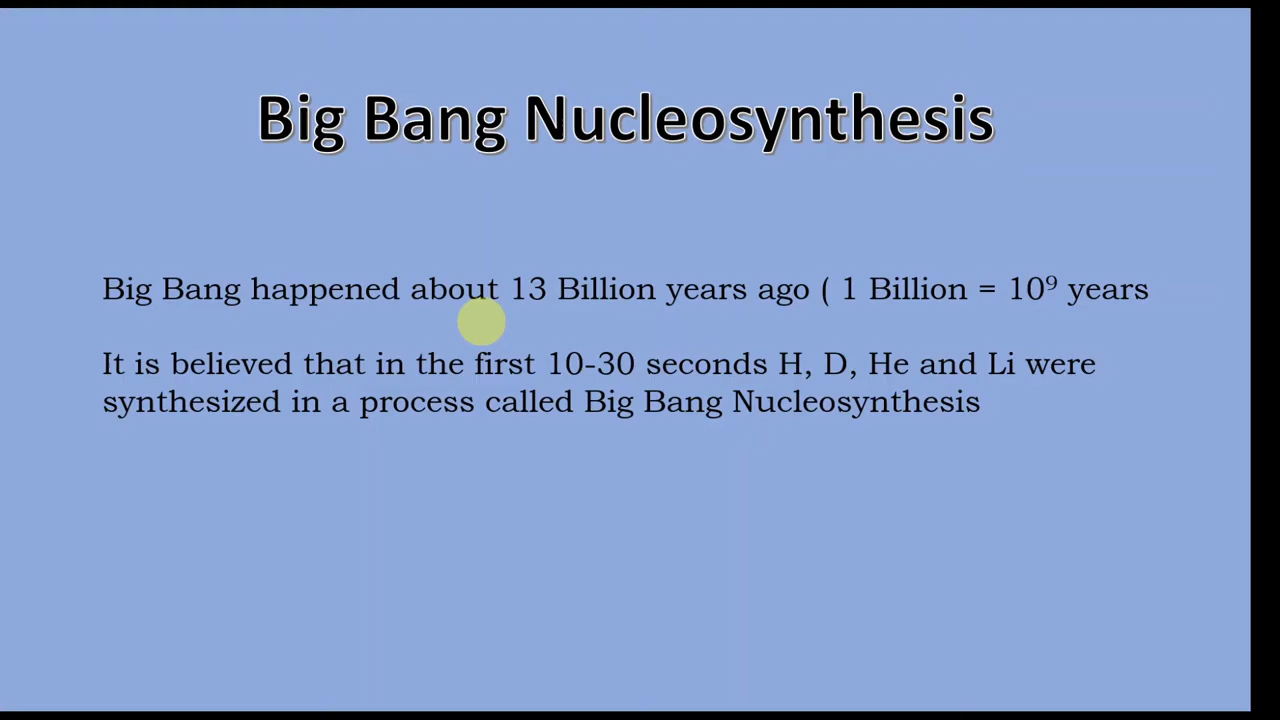 Big Bang Nucleosynthesis
Big Bang happened about 13 Billion years ago ( 1 Billion = 10⁹ years
It is believed that in the first 10-30 seconds H, D, He and Li were
synthesized in a process called Big Bang Nucleosynthesis